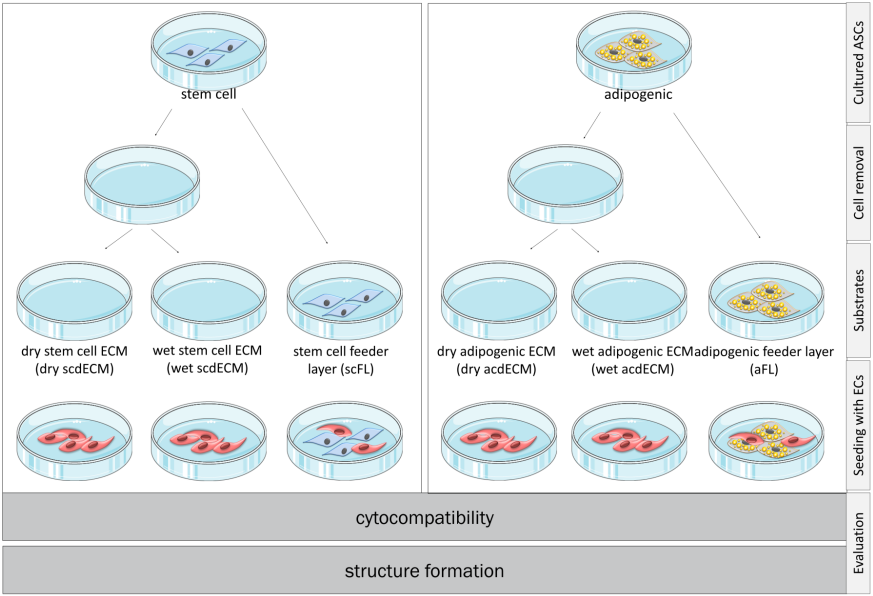 stem cell
adipogenic
Cultured ASCs
Cell removal
dry stem cell ECM
(dry scdECM)
wet stem cell ECM
(wet scdECM)
stem cell feeder
layer (scFL)
dry adipogenic ECM
(dry acdECM)
wet adipogenic ECM
(wet acdECM)
adipogenic feeder layer
(aFL)
Substrates
Seeding with ECs
cytocompatibility
structure formation
Evaluation